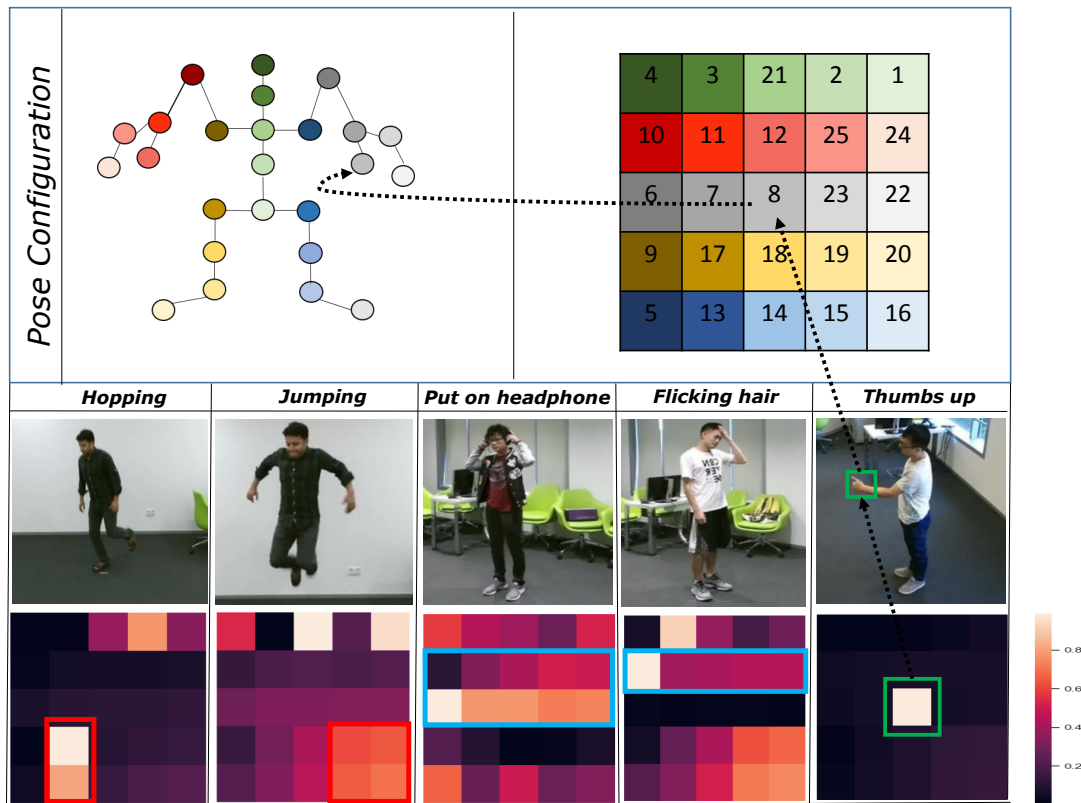 Pose Configuration
4 3 21 2 1
10 11 12 25 24
6 7 8 23 22
9 17 18 19 20
5 13 14 15 16
Hopping Jumping Put on headphone Flicking hair Thumbs up
0.8
0.6
0.4
0.2